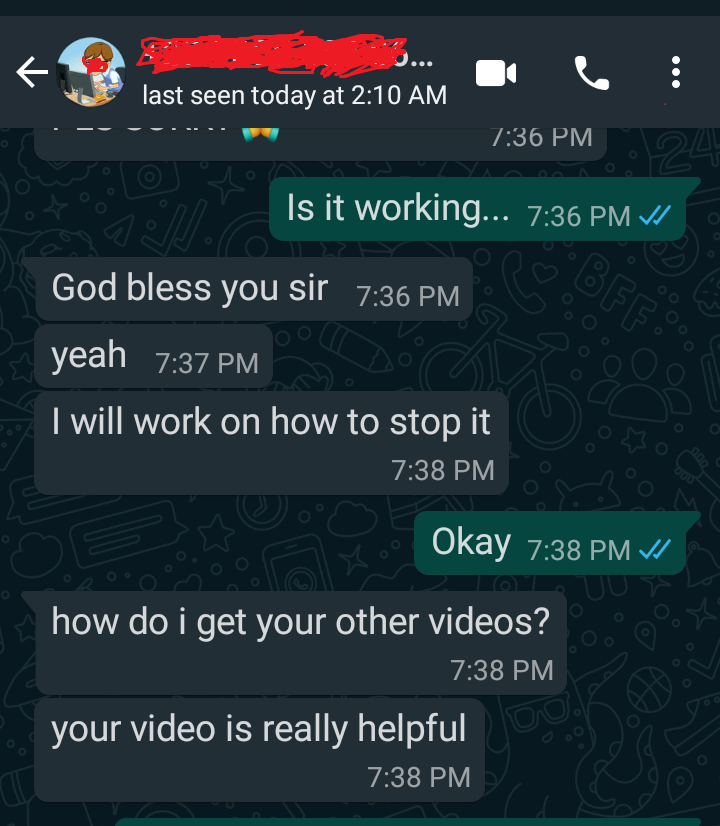 last seen today at 2:10 AM
7:36 PM
Is it working... 7:36 PM
God bless you sir 7:36 PM
yeah 7:37 PM
I will work on how to stop it
7:38 PM
Okay 7:38 PM
how do i get your other videos?
7:38 PM
your video is really helpful
7:38 PM